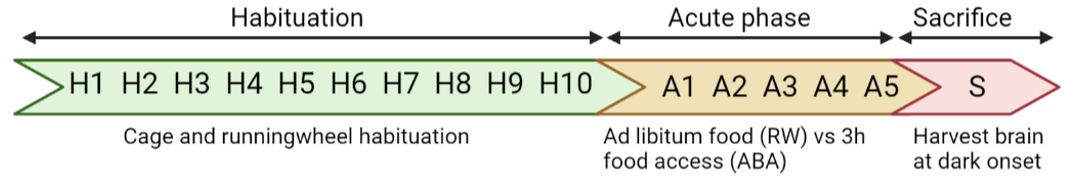 Habituation
Acute phase
Sacrifice
H1 H2 H3 H4 H5 H6 H7 H8 H9 H10
A1 A2 A3 A4 A5
S
Cage and runningwheel habituation
Ad libitum food (RW) vs 3h
food access (ABA)
Harvest brain
at dark onset